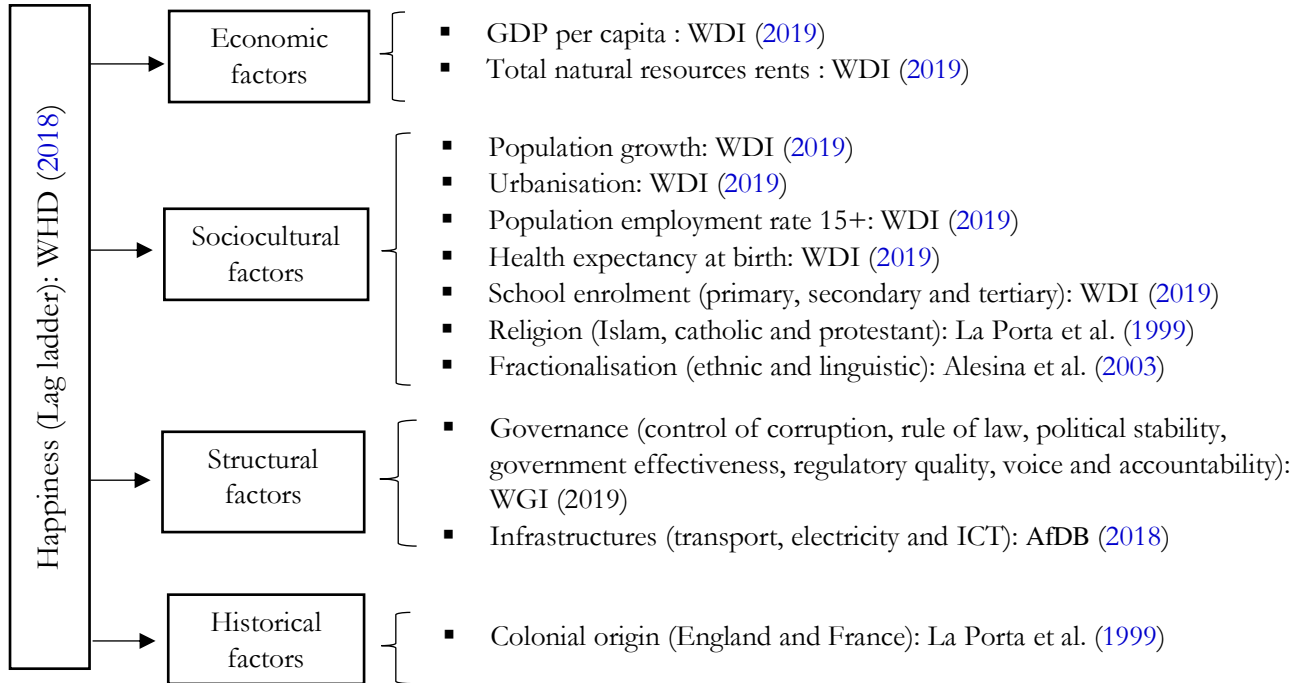 Happiness (Lag ladder): WHD (2018)
Economic
factors
▪ GDP per capita : WDI (2019)
▪ Total natural resources rents : WDI (2019)
Sociocultural
factors
▪ Population growth: WDI (2019)
▪ Urbanisation: WDI (2019)
▪ Population employment rate 15+: WDI (2019)
▪ Health expectancy at birth: WDI (2019)
▪ School enrolment (primary, secondary and tertiary): WDI (2019)
▪ Religion (Islam, catholic and protestant): La Porta et al. (1999)
▪ Fractionalisation (ethnic and linguistic): Alesina et al. (2003)
Structural
factors
▪ Governance (control of corruption, rule of law, political stability,
government effectiveness, regulatory quality, voice and accountability):
WGI (2019)
▪ Infrastructures (transport, electricity and ICT): AfDB (2018)
Historical
factors
▪ Colonial origin (England and France): La Porta et al. (1999)